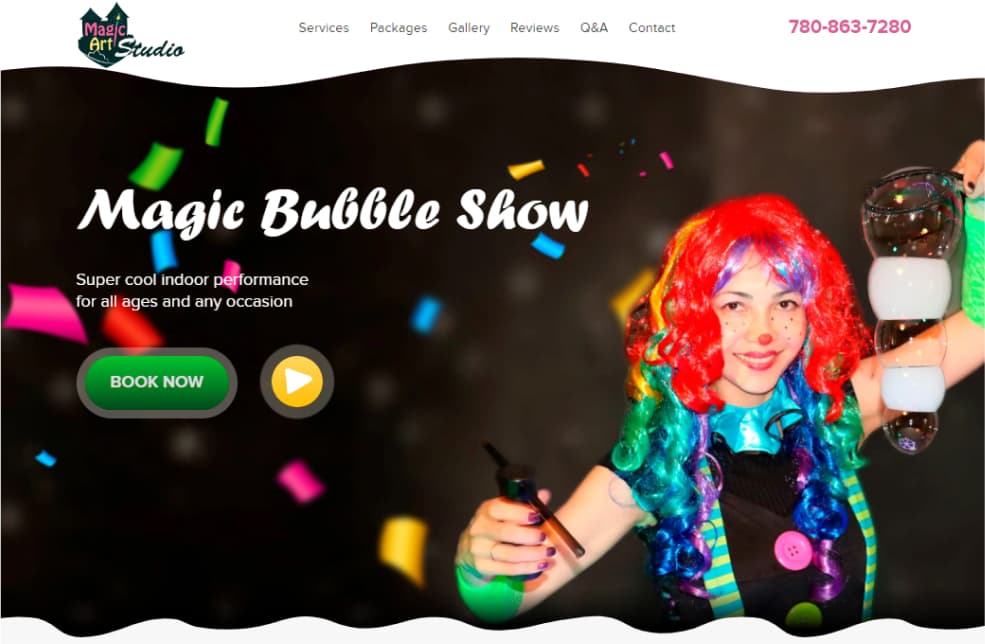 Magic
Art Studio
Services Packages Gallery Reviews Q&A Contact
780-863-7280
Magic Bubble Show
Super cool indoor performance
for all ages and any occasion
BOOK NOW